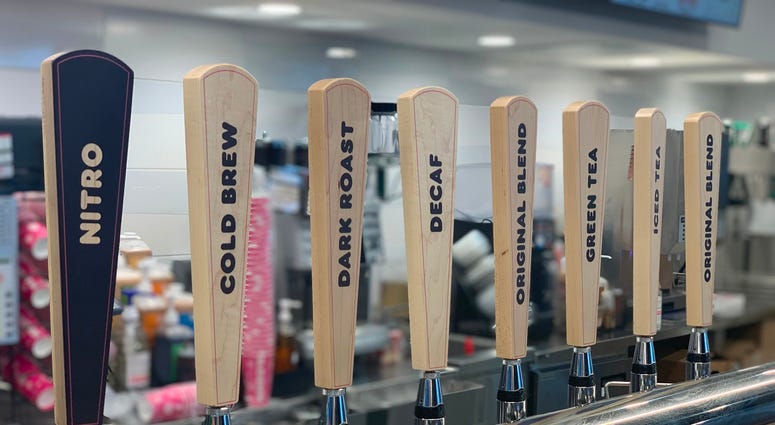 NITRO
COLD BREW
DARK ROAST
DECAF
ORIGINAL BLEND
GREEN TEA
ICED TEA
ORIGINAL BLEND